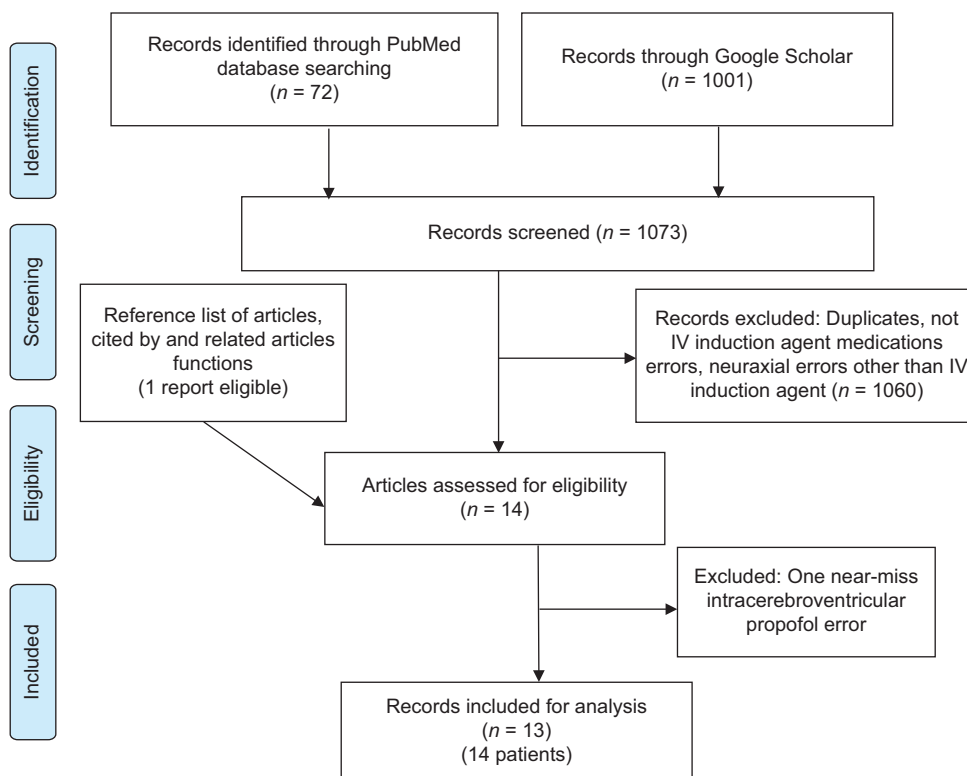 Identification
Records identified through PubMed
database searching
(n = 72)
Records through Google Scholar
(n = 1001)
Screening
Records screened (n = 1073)
Reference list of articles,
cited by and related articles
functions
(1 report eligible)
Records excluded: Duplicates, not
IV induction agent medications
errors, neuraxial errors other than IV
induction agent (n = 1060)
Eligibility
Articles assessed for eligibility
(n = 14)
Excluded: One near-miss
intracerebroventricular
propofol error
Included
Records included for analysis
(n = 13)
(14 patients)